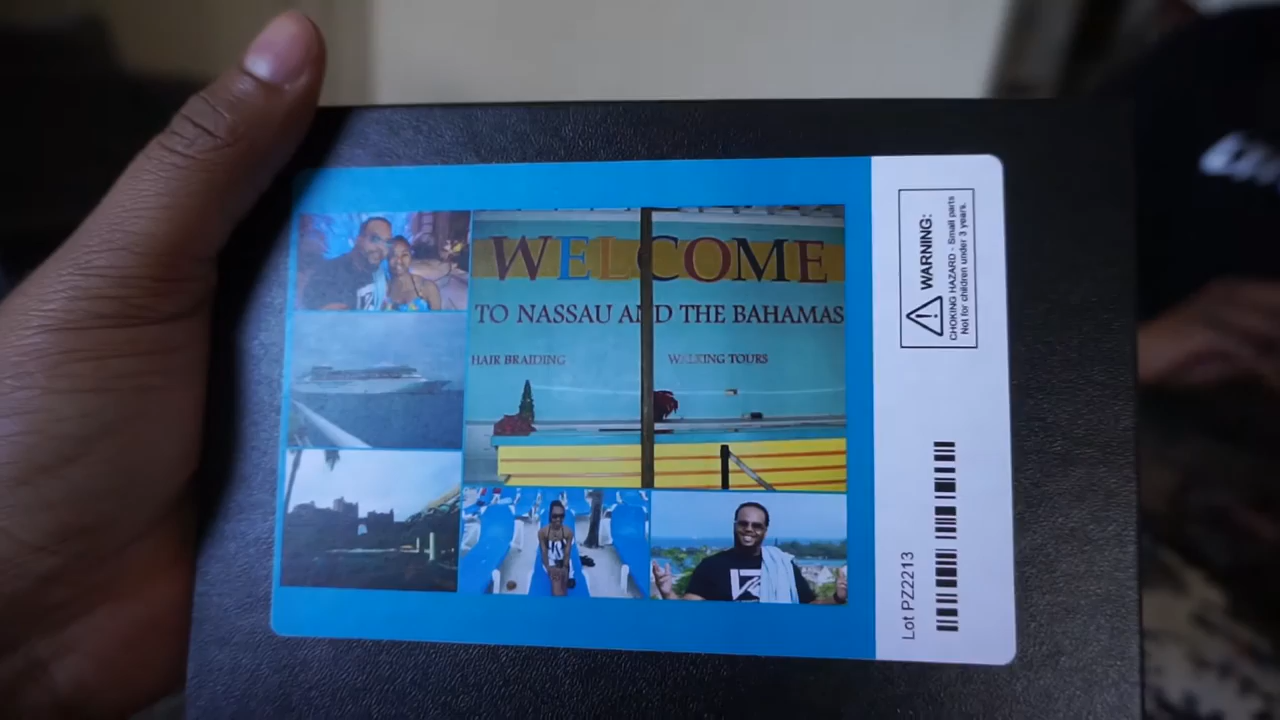 WELCOME
TO NASSAU AND THE BAHAMAS
HAIR BRAIDING
WALKING TOURS
WARNING:
CHOKING HAZARD - Small parts
Not for children under 3 years.
Lot PZ2213